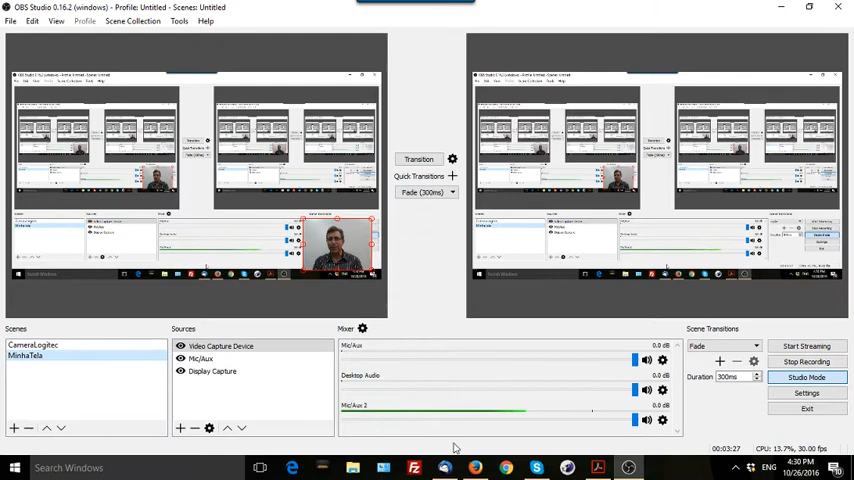 OBS Studio 0.16.2 (windows) - Profile: Untitled - Scenes: Untitled
File Edit View Profile Scene Collection Tools Help
Transition
Quick Transitions
Fade (300ms)
Scenes
CameraLogitec
MinhaTela
Sources
Video Capture Device
Mic/Aux
Display Capture
Mixer
Mic/Aux 0.0 dB
Desktop Audio 0.0 dB
Mic/Aux 2 0.0 dB
Scene Transitions
Fade
Duration 300ms
Start Streaming
Stop Recording
Studio Mode
Settings
Exit
00:03:27 CPU: 13.7%, 30.00 fps
Search Windows
ENG
4:30 PM
10/26/2016
10